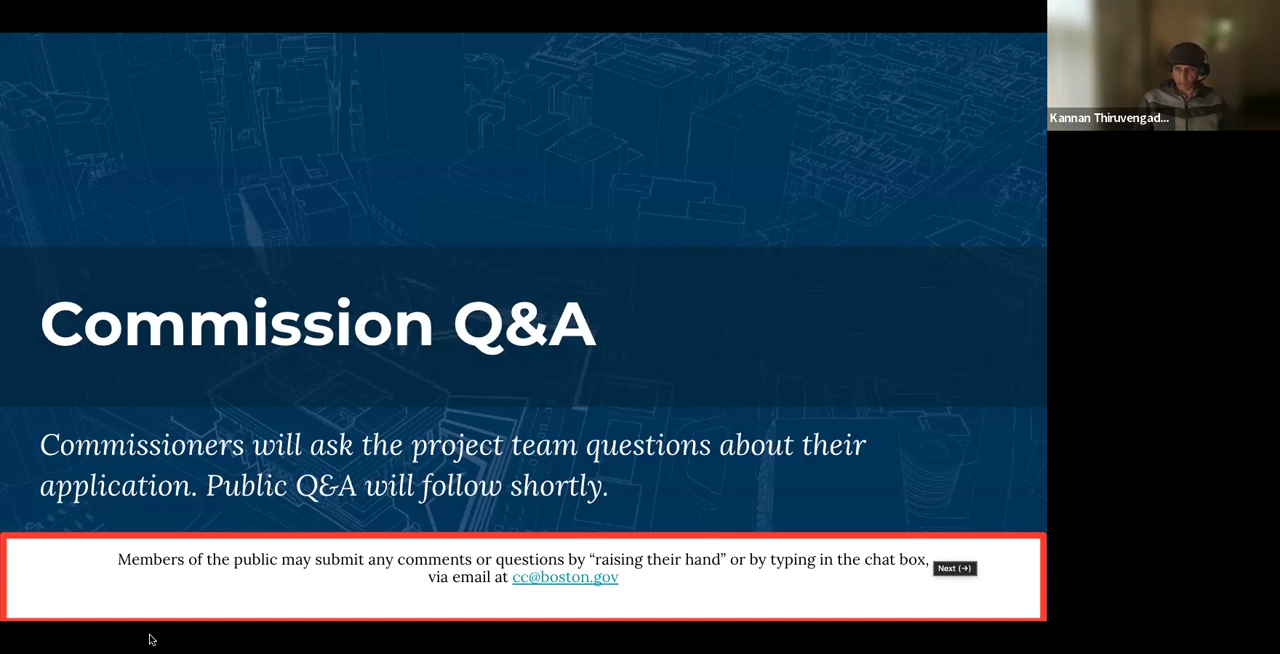 Kannan Thiruvengad...
Commission Q&A
Commissioners will ask the project team questions about their
application. Public Q&A will follow shortly.
Members of the public may submit any comments or questions by “raising their hand” or by typing in the chat box,
via email at cc@boston.gov
Next (→)